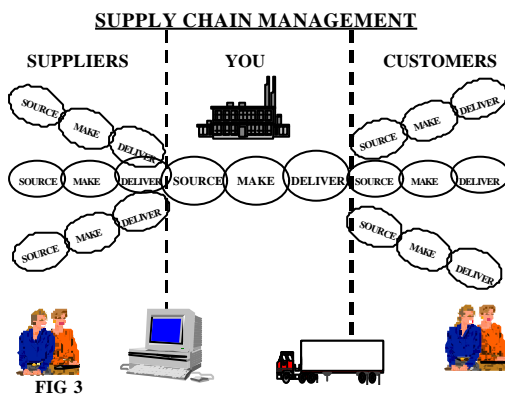 SUPPLY CHAIN MANAGEMENT
SUPPLIERS
YOU
CUSTOMERS
SOURCE MAKE DELIVER
SOURCE MAKE DELIVER
SOURCE MAKE DELIVER
SOURCE MAKE DELIVER
SOURCE MAKE DELIVER
SOURCE MAKE DELIVER
SOURCE MAKE DELIVER
FIG 3